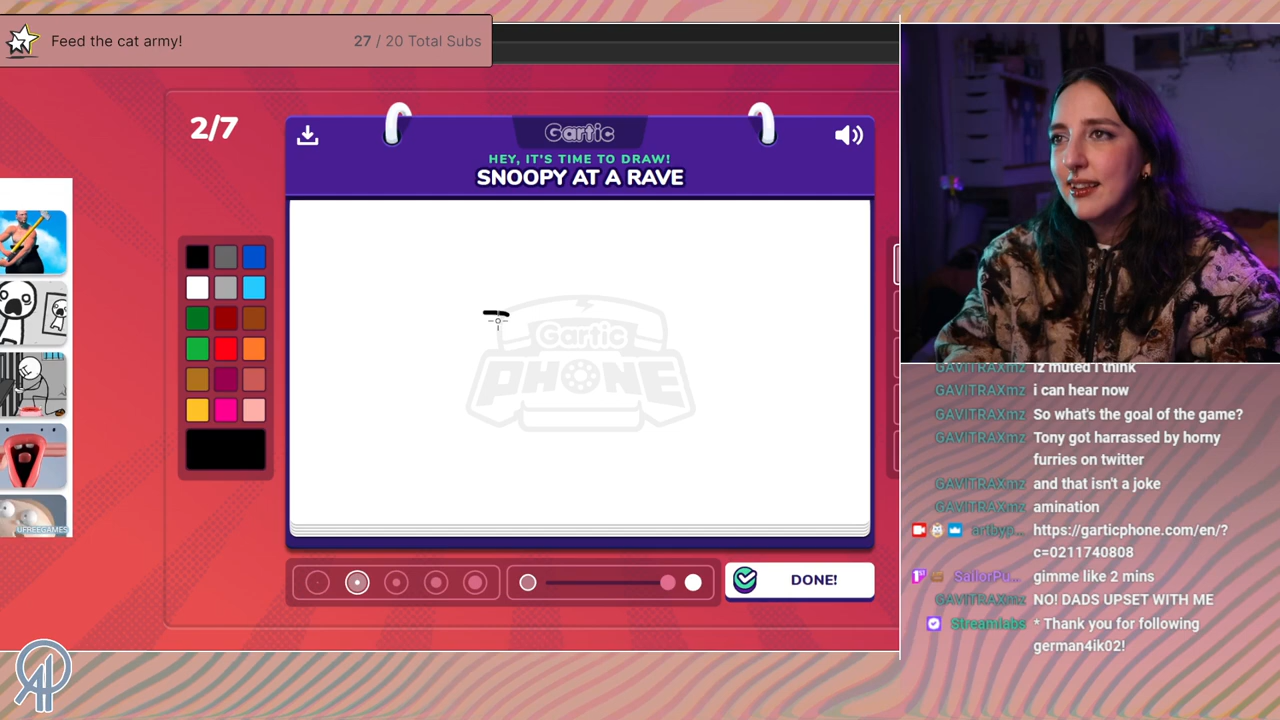 Feed the cat army!
27 / 20 Total Subs
2/7
Gartic
HEY, IT'S TIME TO DRAW!
SNOOPY AT A RAVE
Gartic
PHONE
UFREEGAMES
DONE!
GAVITRAXmz iz muted i think
GAVITRAXmz i can hear now
GAVITRAXmz So what's the goal of the game?
GAVITRAXmz Tony got harrassed by horny
furries on twitter
GAVITRAXmz and that isn't a joke
GAVITRAXmz amination
artbyp... https://garticphone.com/en/?
c=0211740808
SailorPu... gimme like 2 mins
GAVITRAXmz NO! DADS UPSET WITH ME
Streamlabs * Thank you for following
german4ik02!